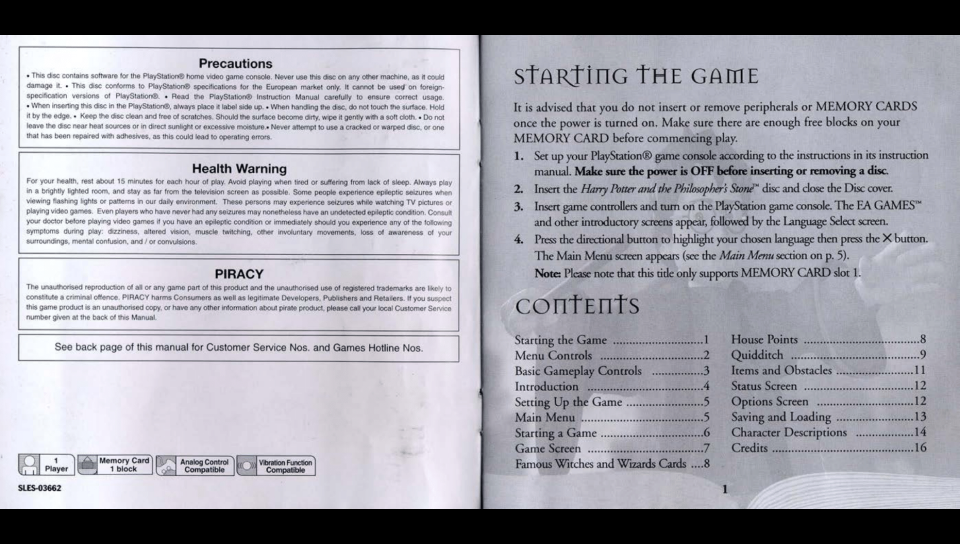 Precautions
• This disc contains software for the PlayStation® home video game console. Never use this disc on any other machine, as it could
damage it. • This disc conforms to PlayStation® specifications for the European market only. It cannot be used on foreign-
specification versions of PlayStation®. • Read the PlayStation® Instruction Manual carefully to ensure correct usage.
• When inserting this disc in the PlayStation®, always place it label side up. • When handling the disc, do not touch the surface. Hold
it by the edge. • Keep the disc clean and free of scratches. Should the surface become dirty, wipe it gently with a soft cloth. • Do not
leave the disc near heat sources or in direct sunlight or excessive moisture. • Never attempt to use a cracked or warped disc, or one
that has been repaired with adhesives, as this could lead to operating errors.
Health Warning
For your health, rest about 15 minutes for each hour of play. Avoid playing when tired or suffering from lack of sleep. Always play
in a brightly lighted room, and stay as far from the television screen as possible. Some people experience epileptic seizures when
viewing flashing lights or patterns in our daily environment. These persons may experience seizures while watching TV pictures or
playing video games. Even players who have never had any seizures may nonetheless have an undetected epileptic condition. Consult
your doctor before playing video games if you have an epileptic condition or immediately should you experience any of the following
symptoms during play: dizziness, altered vision, muscle twitching, other involuntary movements, loss of awareness of your
surroundings, mental confusion, and / or convulsions.
PIRACY
The unauthorised reproduction of all or any game part of this product and the unauthorised use of registered trademarks are likely to
constitute a criminal offence. PIRACY harms Consumers as well as legitimate Developers, Publishers and Retailers. If you suspect
this game product is an unauthorised copy, or have any other information about pirate product, please call your local Customer Service
number given at the back of this Manual.
See back page of this manual for Customer Service Nos. and Games Hotline Nos.
1
Player
Memory Card
1 block
Analog Control
Compatible
Vibration Function
Compatible
SLES-03662
STARTING THE GAME
It is advised that you do not insert or remove peripherals or MEMORY CARDS
once the power is turned on. Make sure there are enough free blocks on your
MEMORY CARD before commencing play.
1. Set up your PlayStation® game console according to the instructions in its instruction
manual. Make sure the power is OFF before inserting or removing a disc.
2. Insert the Harry Potter and the Philosopher's Stone™ disc and close the Disc cover.
3. Insert game controllers and turn on the PlayStation game console. The EA GAMES™
and other introductory screens appear, followed by the Language Select screen.
4. Press the directional button to highlight your chosen language then press the ✕ button.
The Main Menu screen appears (see the Main Menu section on p. 5).
Note: Please note that this title only supports MEMORY CARD slot 1.
CONTENTS
Starting the Game ........................1
Menu Controls ............................2
Basic Gameplay Controls .............3
Introduction ..............................4
Setting Up the Game ....................5
Main Menu ................................5
Starting a Game ...........................6
Game Screen ..............................7
Famous Witches and Wizards Cards ....8
House Points ..............................8
Quidditch .................................9
Items and Obstacles ....................11
Status Screen .............................12
Options Screen ..........................12
Saving and Loading ....................13
Character Descriptions ................14
Credits .....................................16
1